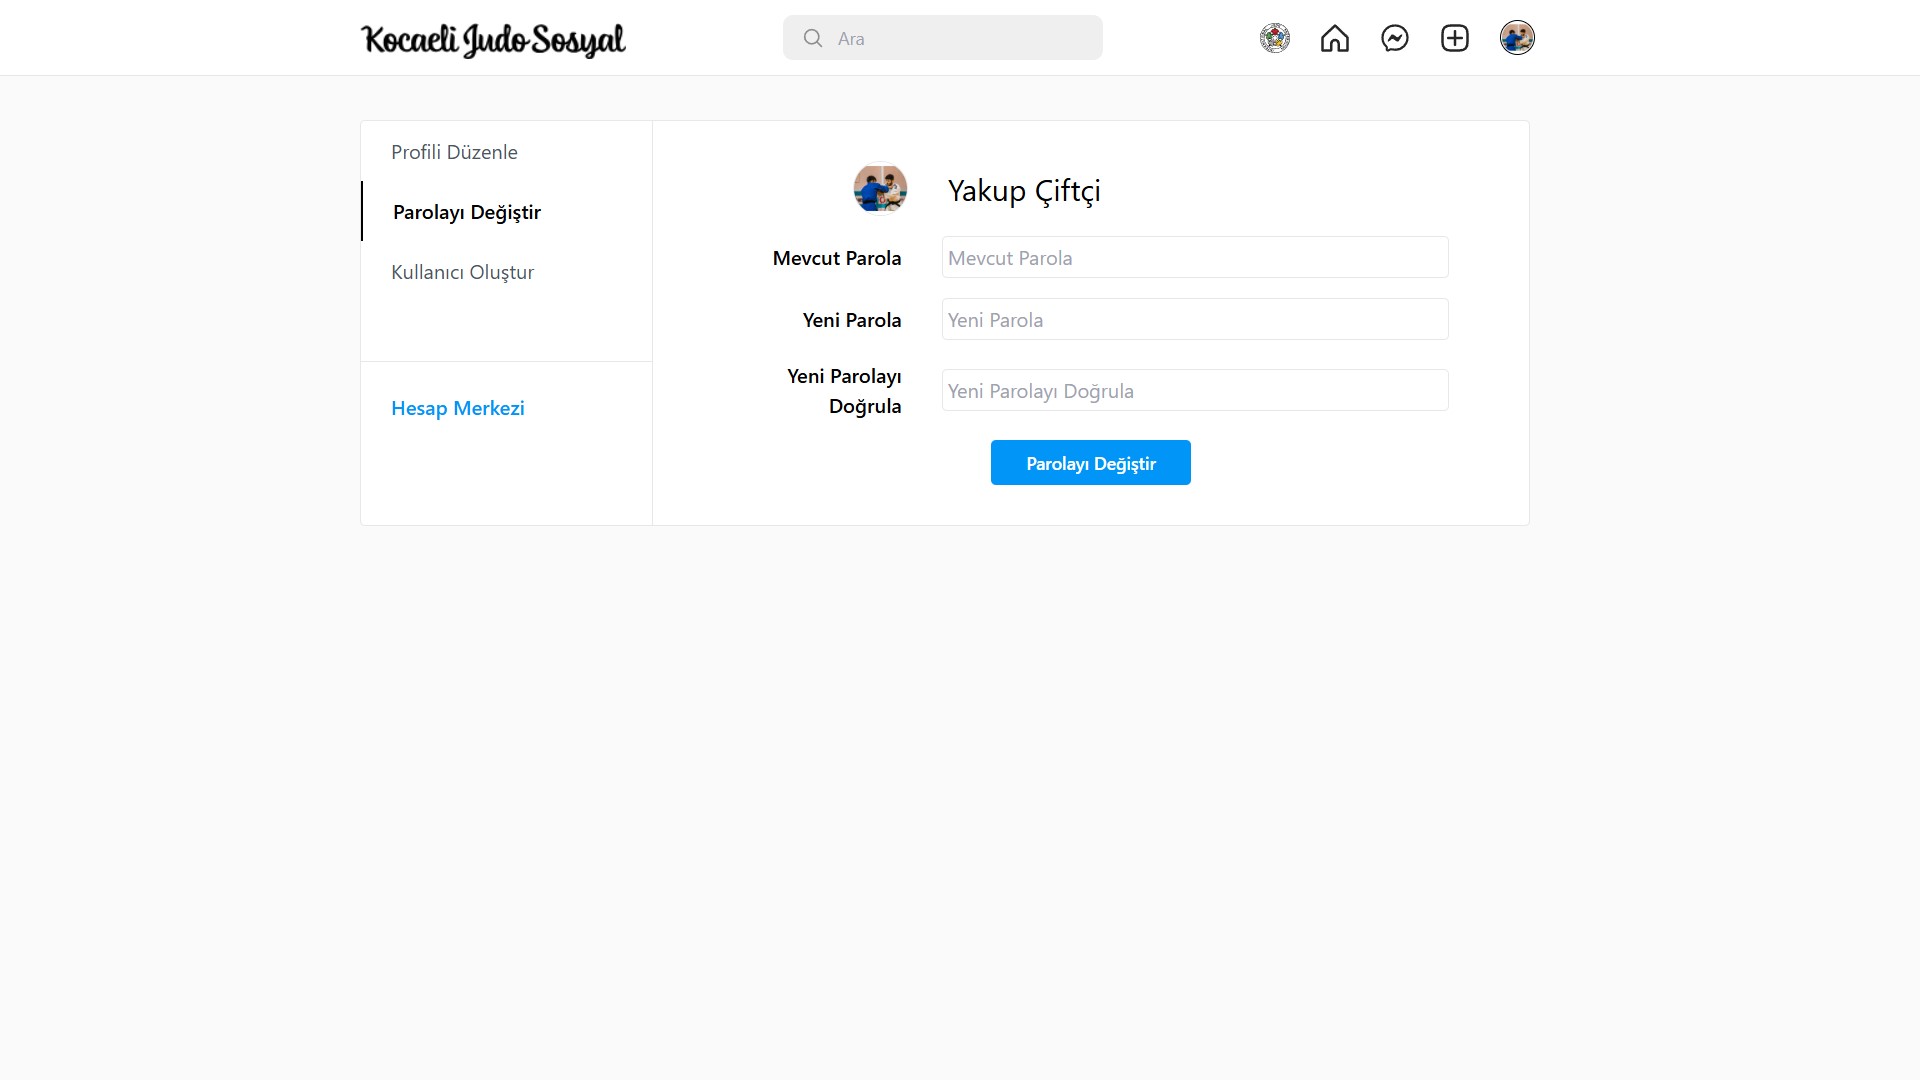 Kocaeli Judo Sosyal
Ara
Profili Düzenle
Parolayı Değiştir
Kullanıcı Oluştur
Hesap Merkezi
Yakup Çiftçi
Mevcut Parola
Mevcut Parola
Yeni Parola
Yeni Parola
Yeni Parolayı
Doğrula
Yeni Parolayı Doğrula
Parolayı Değiştir